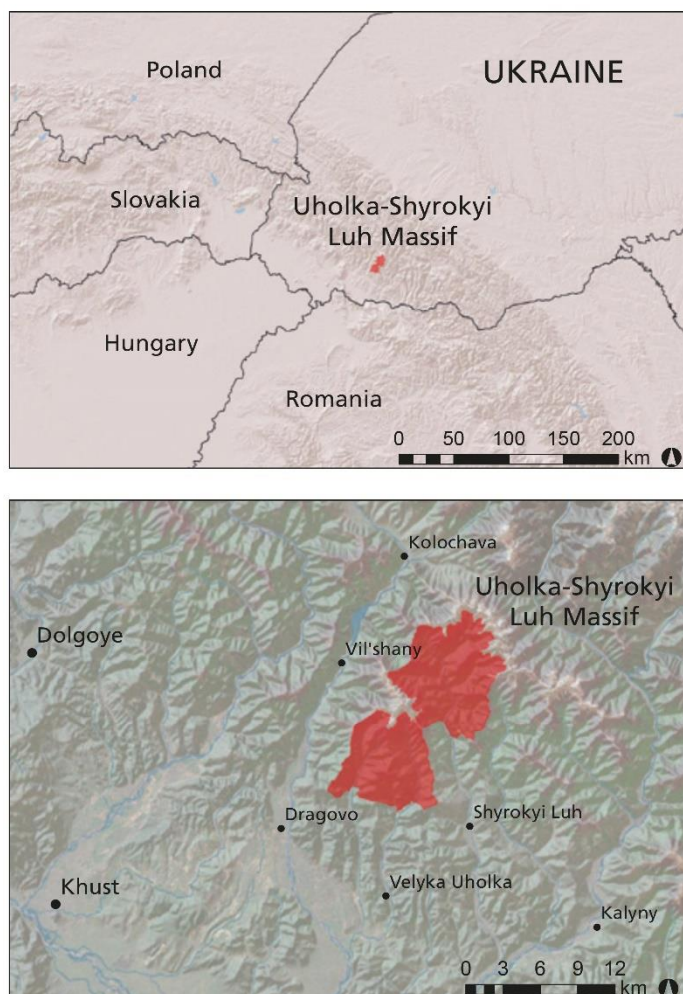 Poland
UKRAINE
Slovakia
Uholka-Shyrokyi
Luh Massif
Hungary
Romania
0 50 100 150 200
km
Kolochava
Uholka-Shyrokyi
Luh Massif
Dolgoye
Vil'shany
Dragovo
Shyrokyi Luh
Khust
Velyka Uholka
Kalyny
0 3 6 9 12
km